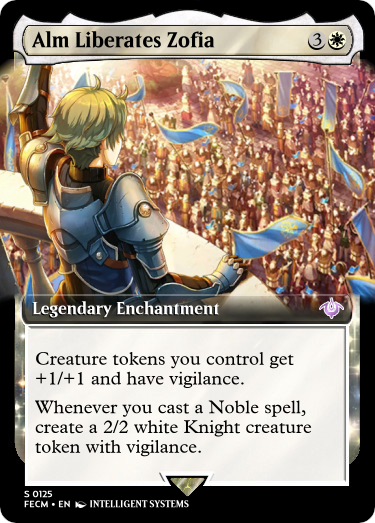 Alm Liberates Zofia 3
Legendary Enchantment
Creature tokens you control get
+1/+1 and have vigilance.
Whenever you cast a Noble spell,
create a 2/2 white Knight creature
token with vigilance.
S 0125
FECM • EN INTELLIGENT SYSTEMS